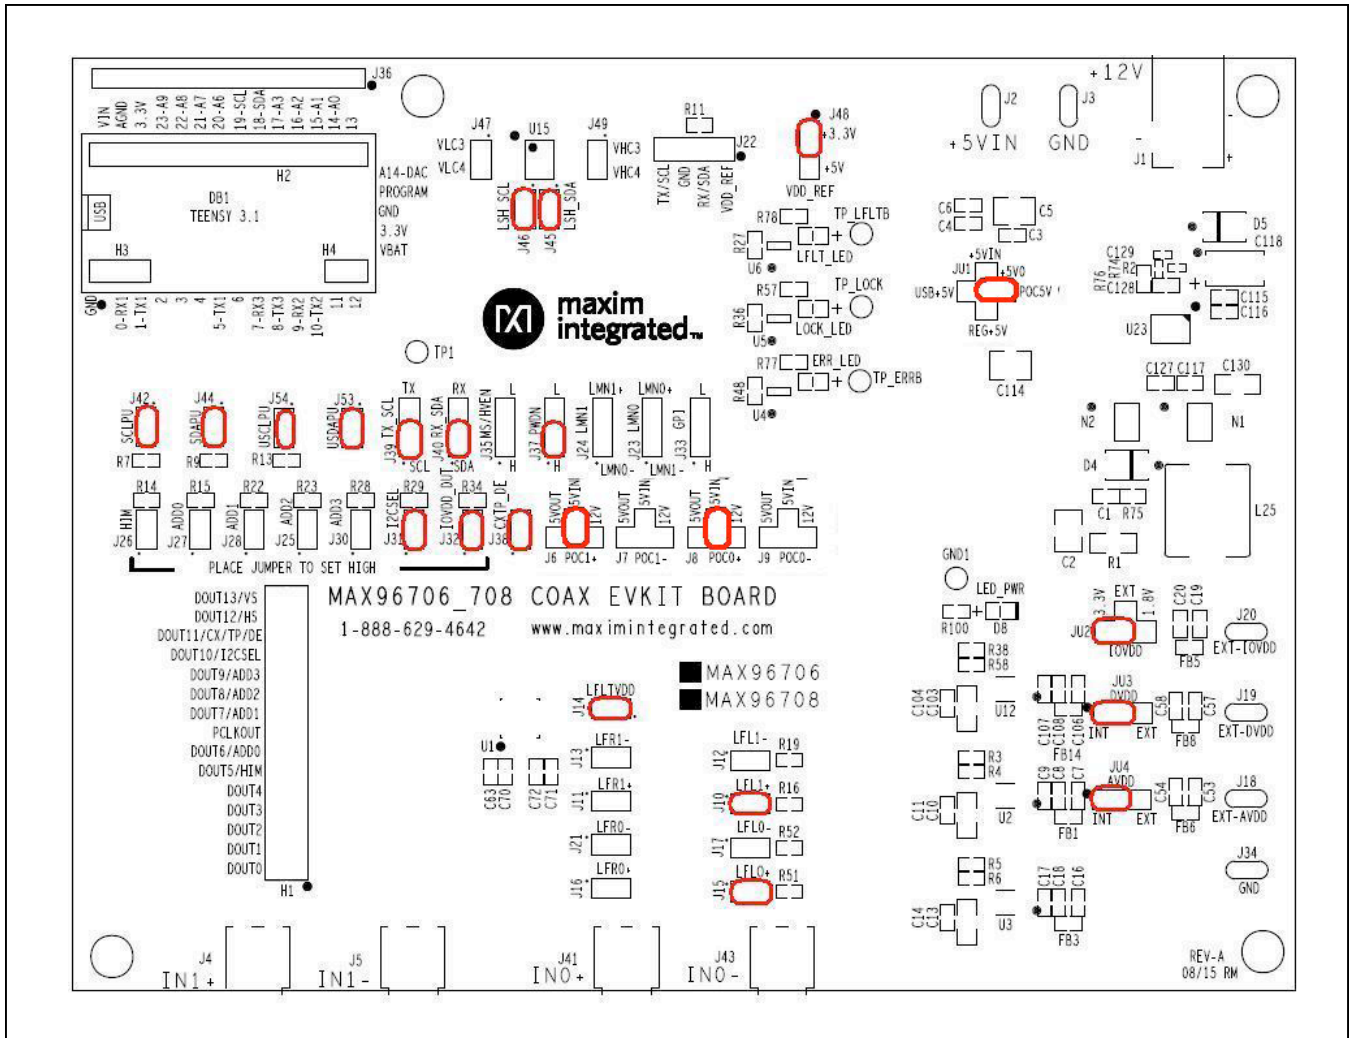 J36
VIN
AGND
3.3V
23-A9
22-A8
21-A7
20-A6
19-SCL
18-SDA
17-A3
16-A2
15-A1
14-A0
13
H2
DB1
TEENSY 3.1
USB
H3
H4
A14-DAC
PROGRAM
GND
3.3V
VBAT
GND
0-RX1
1-TX1
2
3
4
5-TX1
6
7-RX3
8-TX3
9-RX2
10-TX2
11
12
J47
U15
J49
VLC3
VLC4
VHC3
VHC4
LSH_SCL
LSH_SDA
J46
J45
R11
J22
TX/SCL
GND
RX/SDA
VDD_REF
J48
+3.3V
+5V
VDD_REF
R78
TP_LFLTB
R27
U6
LFLT_LED
R57
TP_LOCK
R36
U5
LOCK_LED
R77
ERR_LED
R48
U4
TP_ERRB
+12V
J2
J3
+5VIN
GND
J1
-
+
C6
C4
C5
C3
+5VIN
JU1
+5V0
USB+5V
POC5V
REG+5V
C114
D5
C118
C129
R2
R74
R76
C128
+
C115
C116
U23
C127
C117
C130
N2
N1
D4
C1
R75
C2
R1
L25
maxim
integrated™
TP1
J42
J44
J54
J53
SCLPU
SDAPU
USCLPU
USDAPU
R7
R9
R13
TX
RX
J39 TX_SCL
J40 RX_SDA
SCL
SDA
L
J35 MS/HVEN
H
L
J37 PWDN
H
LMN1+
J24 LMN1
LMN0-
LMN0+
J23 LMN0
LMN1-
L
J33 GPI
H
R14
R15
R22
R23
R28
R29
R34
HIM
ADD0
ADD1
ADD2
ADD3
I2CSEL
IOVDD_OUT
CXTP_DE
J26
J27
J28
J25
J30
J31
J32
J38
PLACE JUMPER TO SET HIGH
5VOUT
5VIN
12V
J6 POC1+
5VOUT
5VIN
12V
J7 POC1-
5VOUT
5VIN
12V
J8 POC0+
5VOUT
5VIN
12V
J9 POC0-
MAX96706_708 COAX EVKIT BOARD
1-888-629-4642 www.maximintegrated.com
MAX96706
MAX96708
DOUT13/VS
DOUT12/HS
DOUT11/CX/TP/DE
DOUT10/I2CSEL
DOUT9/ADD3
DOUT8/ADD2
DOUT7/ADD1
PCLKOUT
DOUT6/ADD0
DOUT5/HIM
DOUT4
DOUT3
DOUT2
DOUT1
DOUT0
H1
U1
C63
C70
C72
C71
LFLTVDD
J14
LFR1-
J13
LFR1+
J11
LFR0-
J21
LFR0+
J16
LFL1-
J12
R19
LFL1+
J10
R16
LFL0-
J17
R52
LFL0+
J15
R51
GND1
LED_PWR
R100
+
D8
3.3V
EXT
1.8V
JU2
IOVDD
C20
C19
FB5
J20
EXT-IOVDD
R38
R58
C104
C103
U12
C107
C108
C106
FB14
JU3
DVDD
INT
EXT
C58
C57
FB8
J19
EXT-DVDD
R3
R4
C11
C10
U2
C9
C8
C7
FB1
JU4
AVDD
INT
EXT
C54
C53
FB6
J18
EXT-AVDD
J34
GND
R5
R6
C14
C13
U3
C17
C18
C16
FB3
REV-A
08/15 RM
J4
IN1+
J5
IN1-
J41
IN0+
J43
IN0-